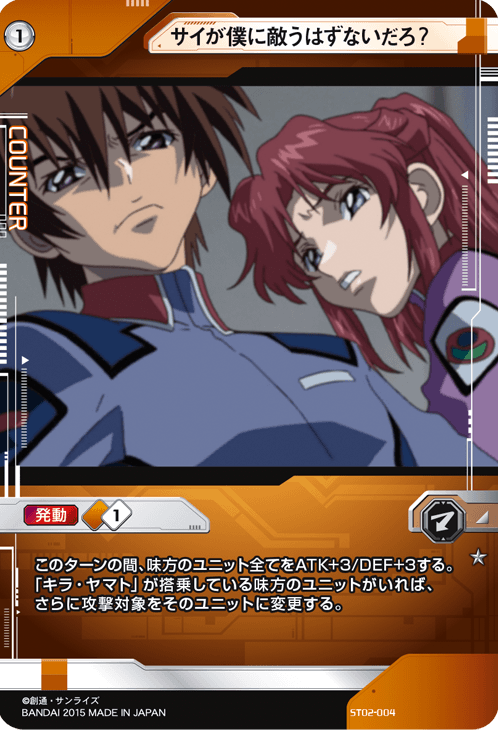 1
サイが僕に敵うはずないだろ?
COUNTER
発動 1
マ
このターンの間、味方のユニット全てをATK+3/DEF+3する。
「キラ・ヤマト」が搭乗している味方のユニットがいれば、
さらに攻撃対象をそのユニットに変更する。
©創通・サンライズ
BANDAI 2015 MADE IN JAPAN
ST02-004